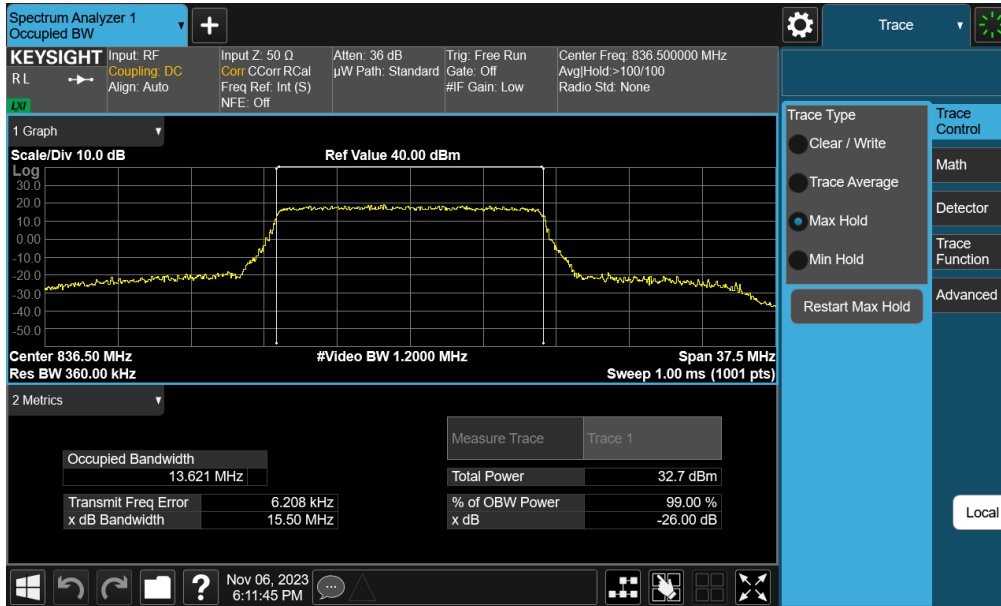 Spectrum Analyzer 1
Occupied BW
Trace
KEYSIGHT
R L
LXI
Input: RF
Coupling: DC
Align: Auto
Input Z: 50 Ω
Corr CCorr RCal
Freq Ref: Int (S)
NFE: Off
Atten: 36 dB
µW Path: Standard
Trig: Free Run
Gate: Off
#IF Gain: Low
Center Freq: 836.500000 MHz
Avg|Hold:>100/100
Radio Std: None
1 Graph
Scale/Div 10.0 dB
Ref Value 40.00 dBm
Log
30.0
20.0
10.0
0.00
-10.0
-20.0
-30.0
-40.0
-50.0
Center 836.50 MHz
#Video BW 1.2000 MHz
Span 37.5 MHz
Res BW 360.00 kHz
Sweep 1.00 ms (1001 pts)
2 Metrics
Measure Trace
Trace 1
Occupied Bandwidth
13.621 MHz
Total Power
32.7 dBm
Transmit Freq Error
6.208 kHz
% of OBW Power
99.00 %
x dB Bandwidth
15.50 MHz
x dB
-26.00 dB
Trace Type
Clear / Write
Trace Average
Max Hold
Min Hold
Restart Max Hold
Trace
Control
Math
Detector
Trace
Function
Advanced
Local
?
Nov 06, 2023
6:11:45 PM